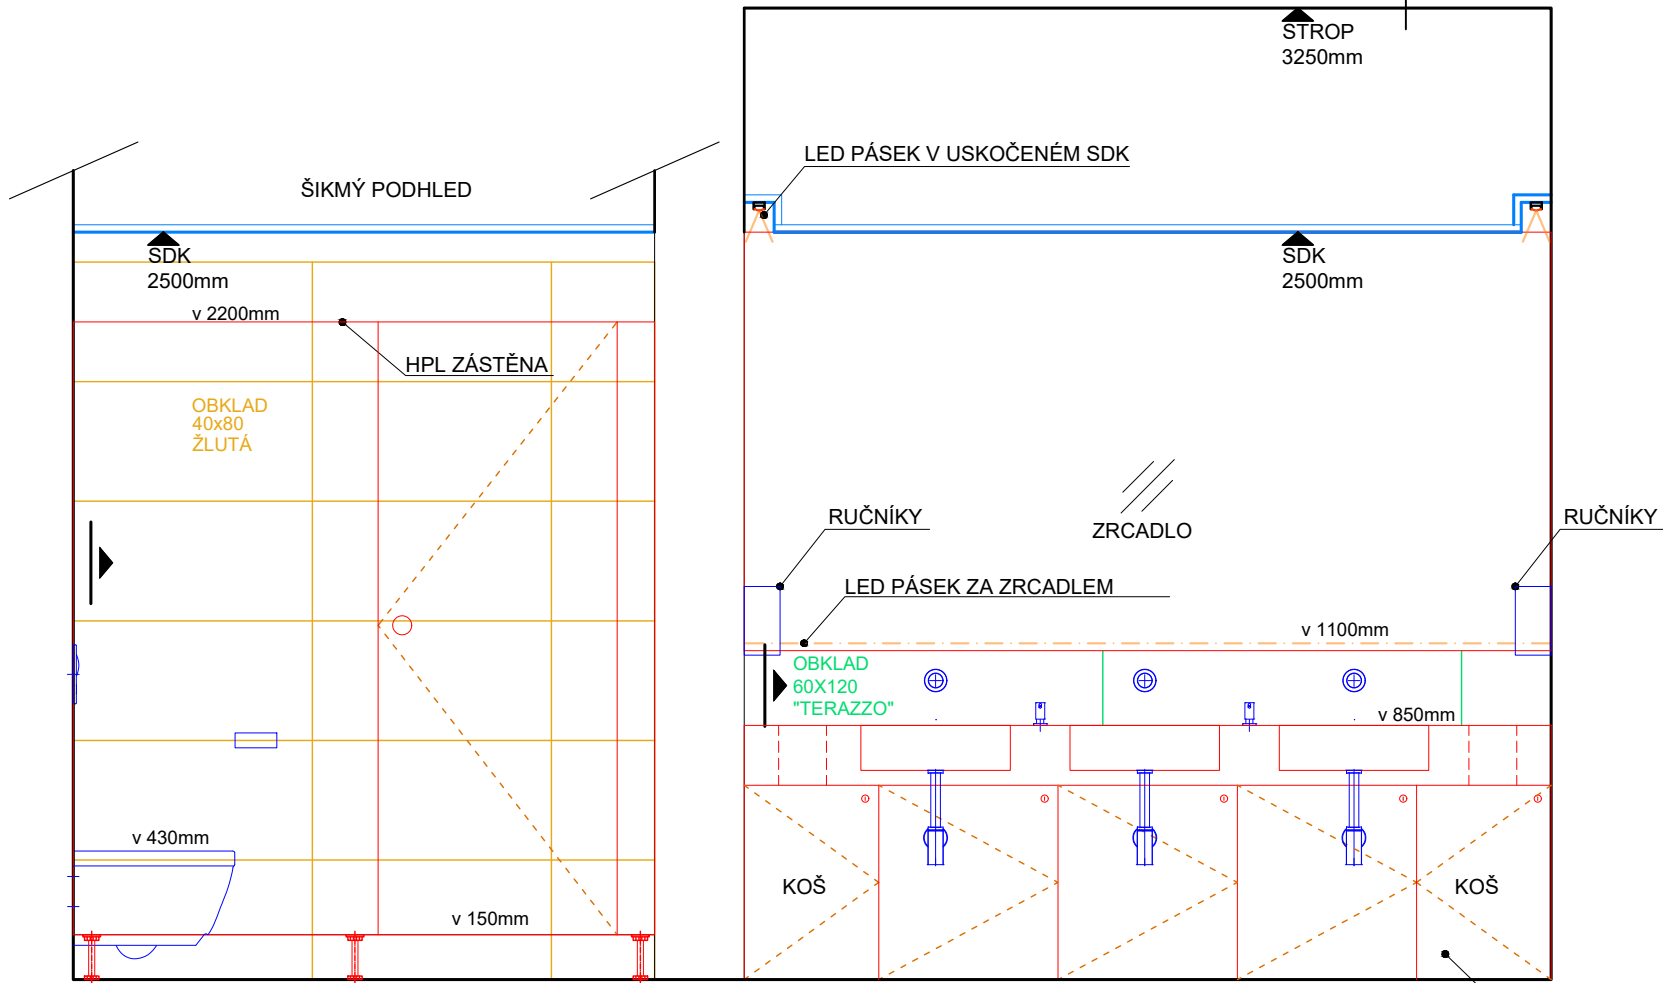 STROP
3250mm
LED PÁSEK V USKOČENÉM SDK
ŠIKMÝ PODHLED
SDK
2500mm
SDK
2500mm
v 2200mm
HPL ZÁSTĚNA
OBKLAD
40x80
ŽLUTÁ
RUČNÍKY
RUČNÍKY
ZRCADLO
LED PÁSEK ZA ZRCADLEM
v 1100mm
OBKLAD
60X120
"TERAZZO"
v 850mm
v 430mm
KOŠ
KOŠ
v 150mm